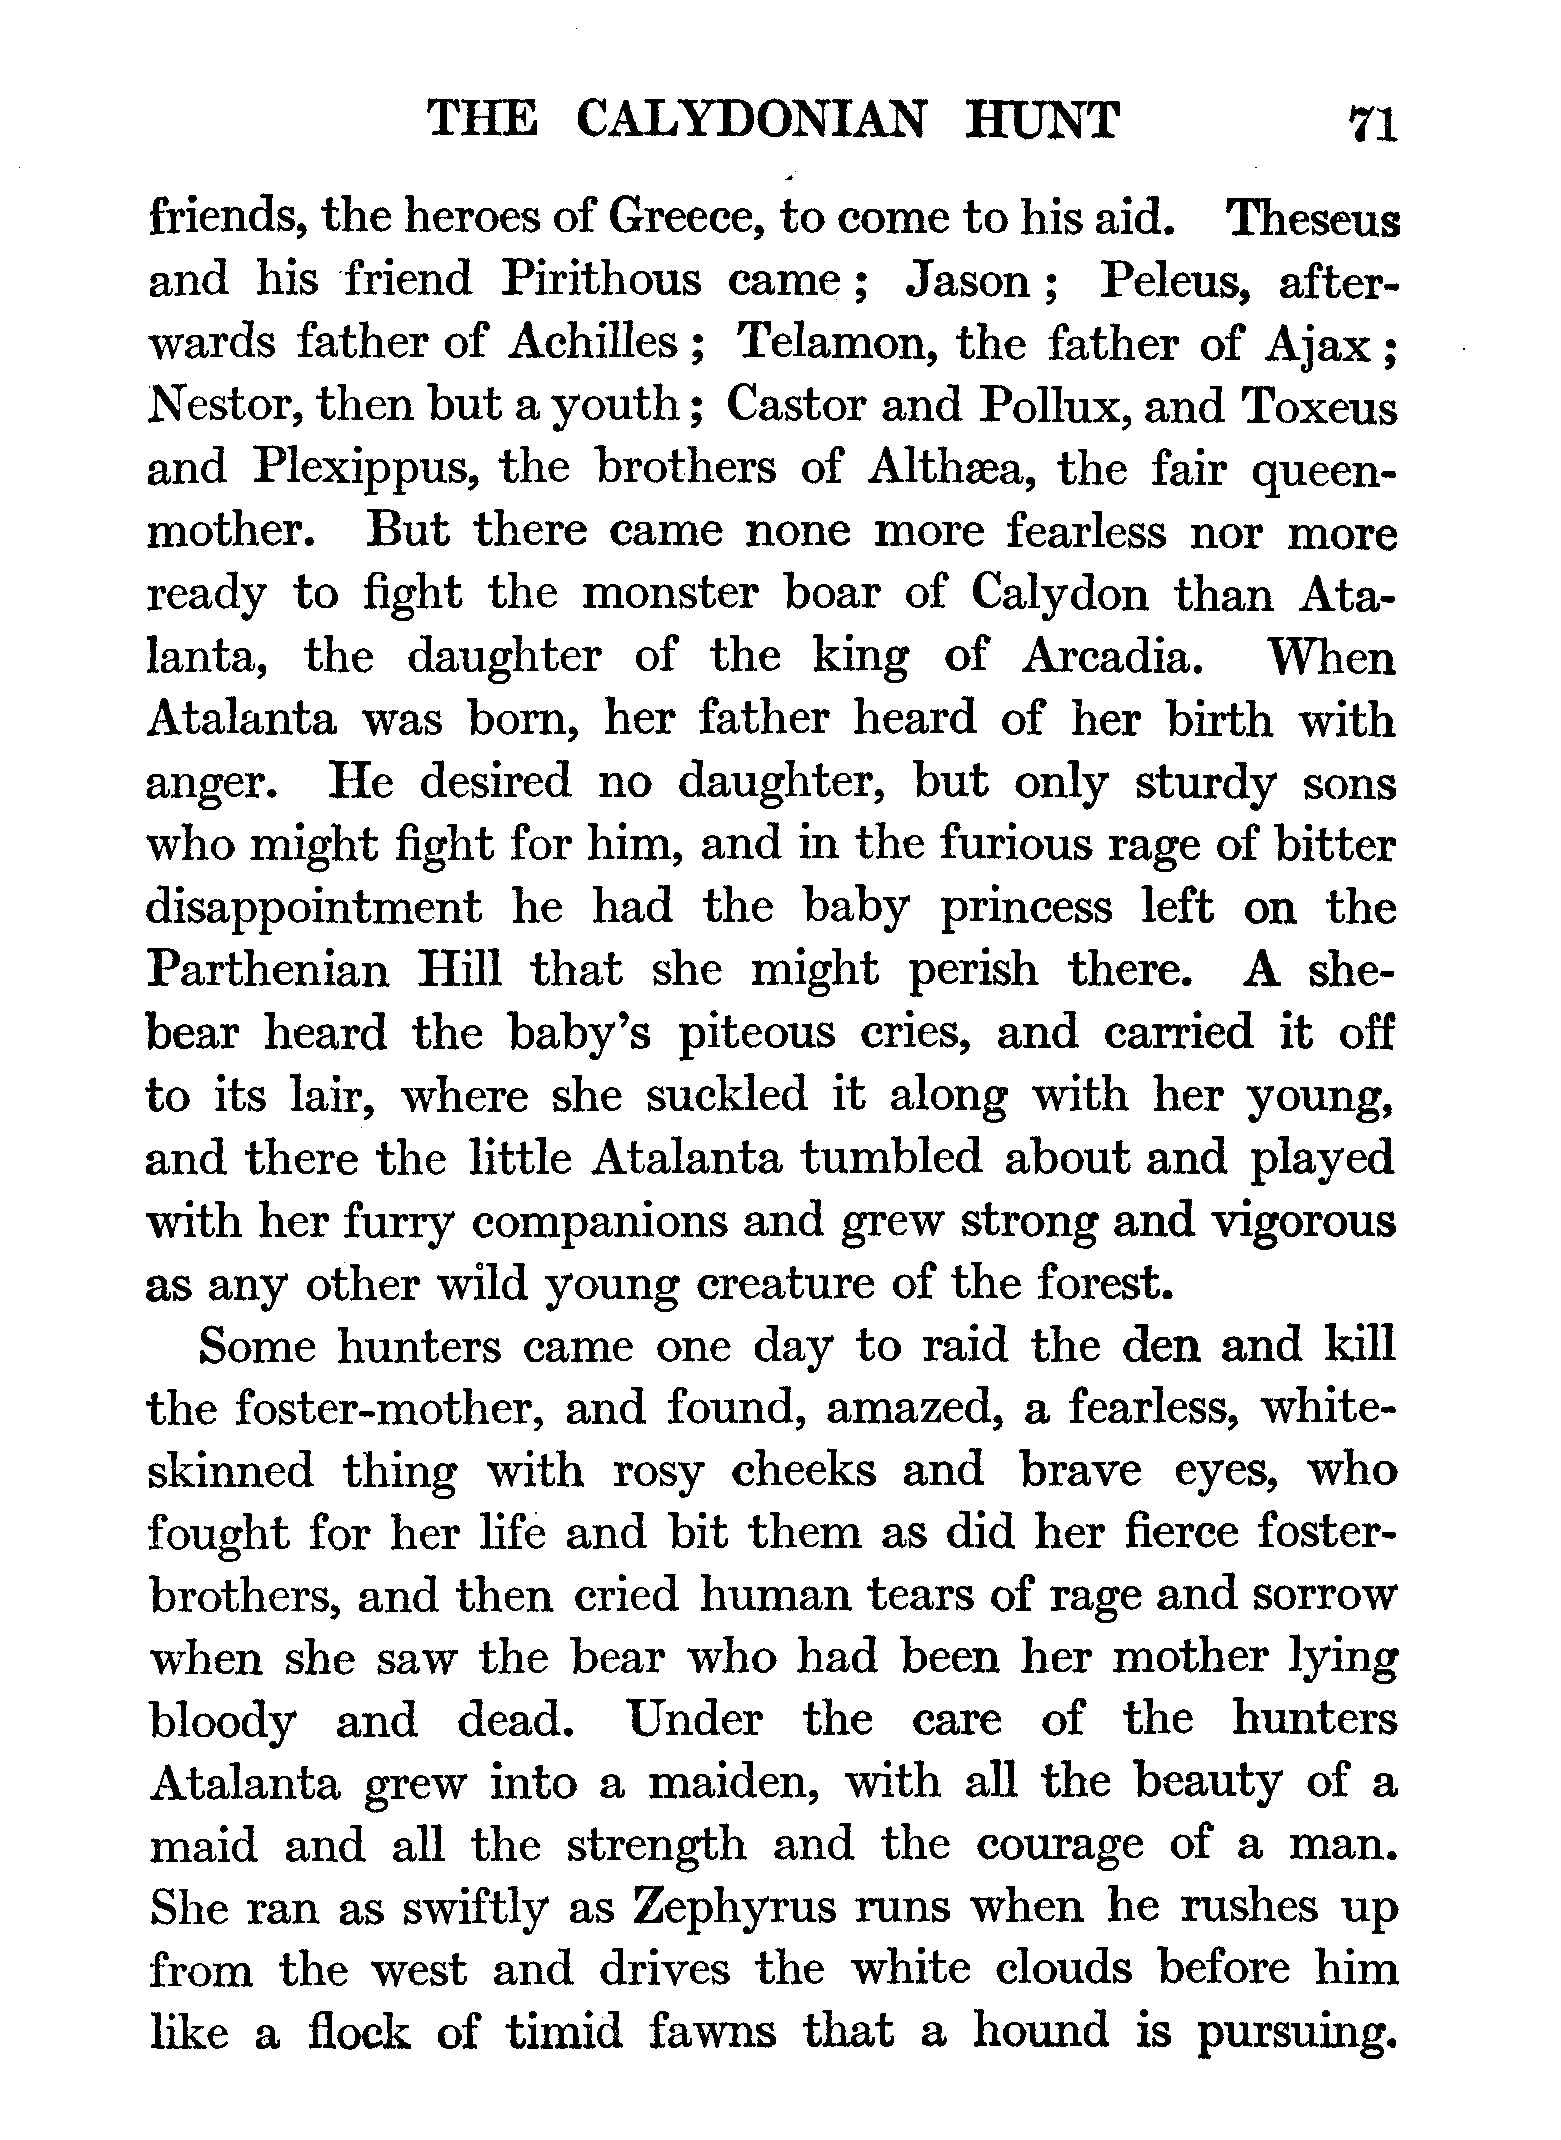 THE CALYDONIAN HUNT 71
friends, the heroes of Greece, to come to his aid. Theseus
and his friend Pirithous came ; Jason ; Peleus, after-
wards father of Achilles ; Telamon, the father of Ajax ;
Nestor, then but a youth ; Castor and Pollux, and Toxeus
and Plexippus, the brothers of Althæa, the fair queen-
mother. But there came none more fearless nor more
ready to fight the monster boar of Calydon than Ata-
lanta, the daughter of the king of Arcadia. When
Atalanta was born, her father heard of her birth with
anger. He desired no daughter, but only sturdy sons
who might fight for him, and in the furious rage of bitter
disappointment he had the baby princess left on the
Parthenian Hill that she might perish there. A she-
bear heard the baby's piteous cries, and carried it off
to its lair, where she suckled it along with her young,
and there the little Atalanta tumbled about and played
with her furry companions and grew strong and vigorous
as any other wild young creature of the forest.
Some hunters came one day to raid the den and kill
the foster-mother, and found, amazed, a fearless, white-
skinned thing with rosy cheeks and brave eyes, who
fought for her life and bit them as did her fierce foster-
brothers, and then cried human tears of rage and sorrow
when she saw the bear who had been her mother lying
bloody and dead. Under the care of the hunters
Atalanta grew into a maiden, with all the beauty of a
maid and all the strength and the courage of a man.
She ran as swiftly as Zephyrus runs when he rushes up
from the west and drives the white clouds before him
like a flock of timid fawns that a hound is pursuing.